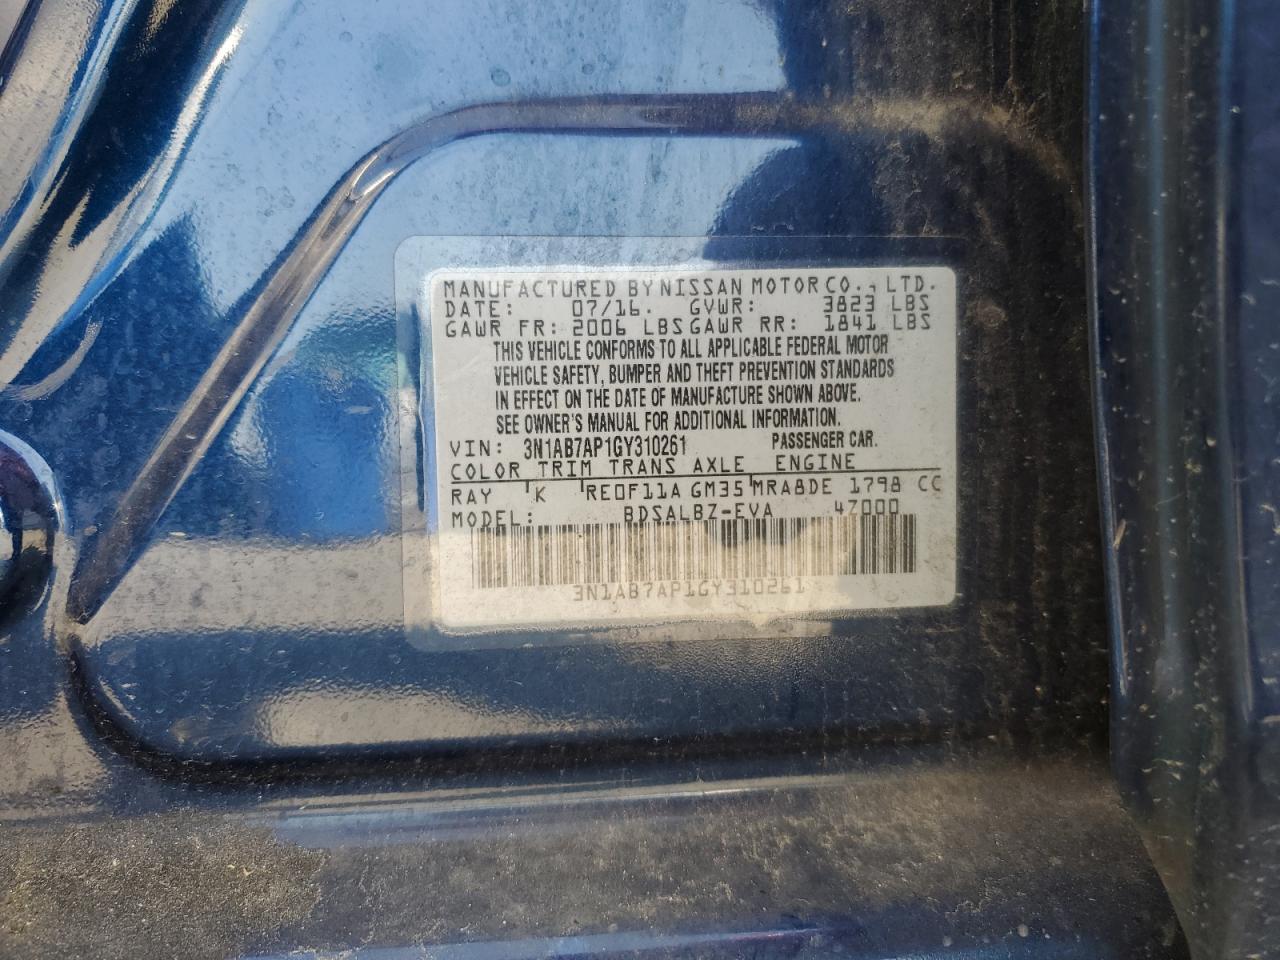 MANUFACTURED BY NISSAN MOTOR CO., LTD.
DATE: 07/16. GVWR: 3823 LBS
GAWR FR: 2006 LBS GAWR RR: 1841 LBS
THIS VEHICLE CONFORMS TO ALL APPLICABLE FEDERAL MOTOR
VEHICLE SAFETY, BUMPER AND THEFT PREVENTION STANDARDS
IN EFFECT ON THE DATE OF MANUFACTURE SHOWN ABOVE.
SEE OWNER'S MANUAL FOR ADDITIONAL INFORMATION.
VIN: 3N1AB7AP1GY310261 PASSENGER CAR.
COLOR TRIM TRANS AXLE ENGINE
RAY K RE0F11A GM35 MRA8DE 1798 CC
MODEL: BDSALBZ-EVA 4Z000
3N1AB7AP1GY310261